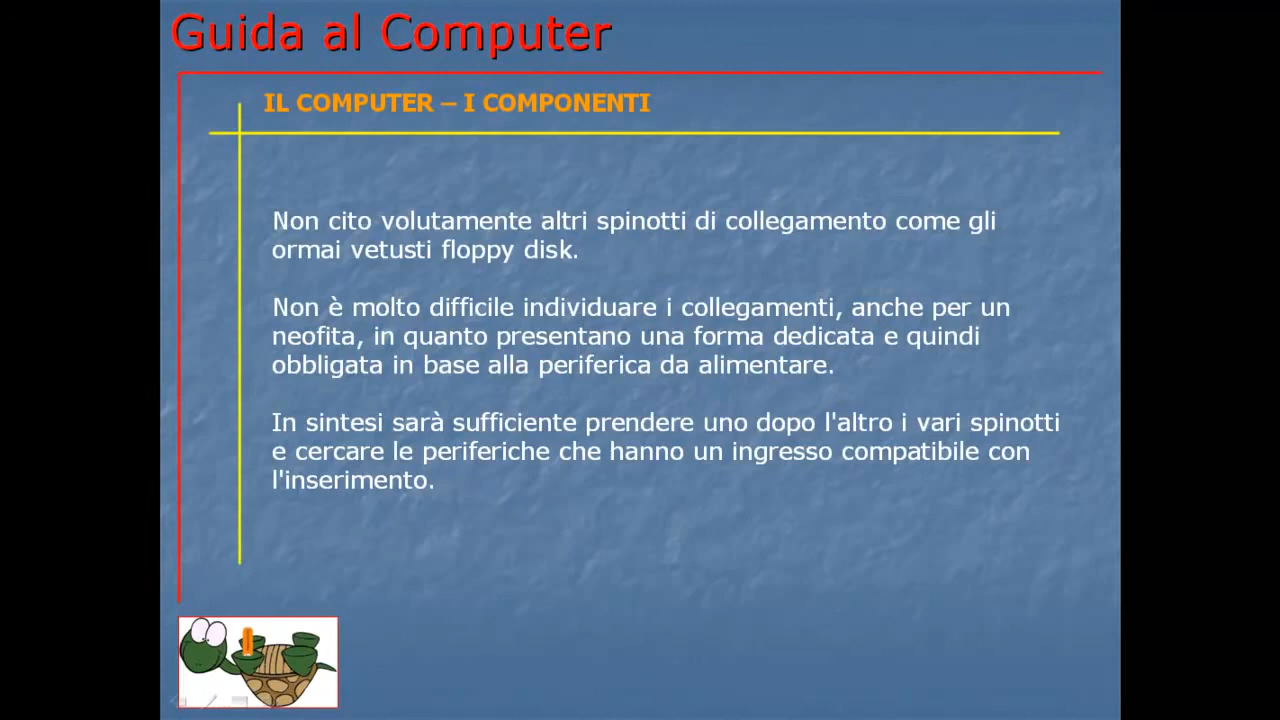 Guida al Computer
IL COMPUTER – I COMPONENTI
Non cito volutamente altri spinotti di collegamento come gli
ormai vetusti floppy disk.
Non è molto difficile individuare i collegamenti, anche per un
neofita, in quanto presentano una forma dedicata e quindi
obbligata in base alla periferica da alimentare.
In sintesi sarà sufficiente prendere uno dopo l'altro i vari spinotti
e cercare le periferiche che hanno un ingresso compatibile con
l'inserimento.